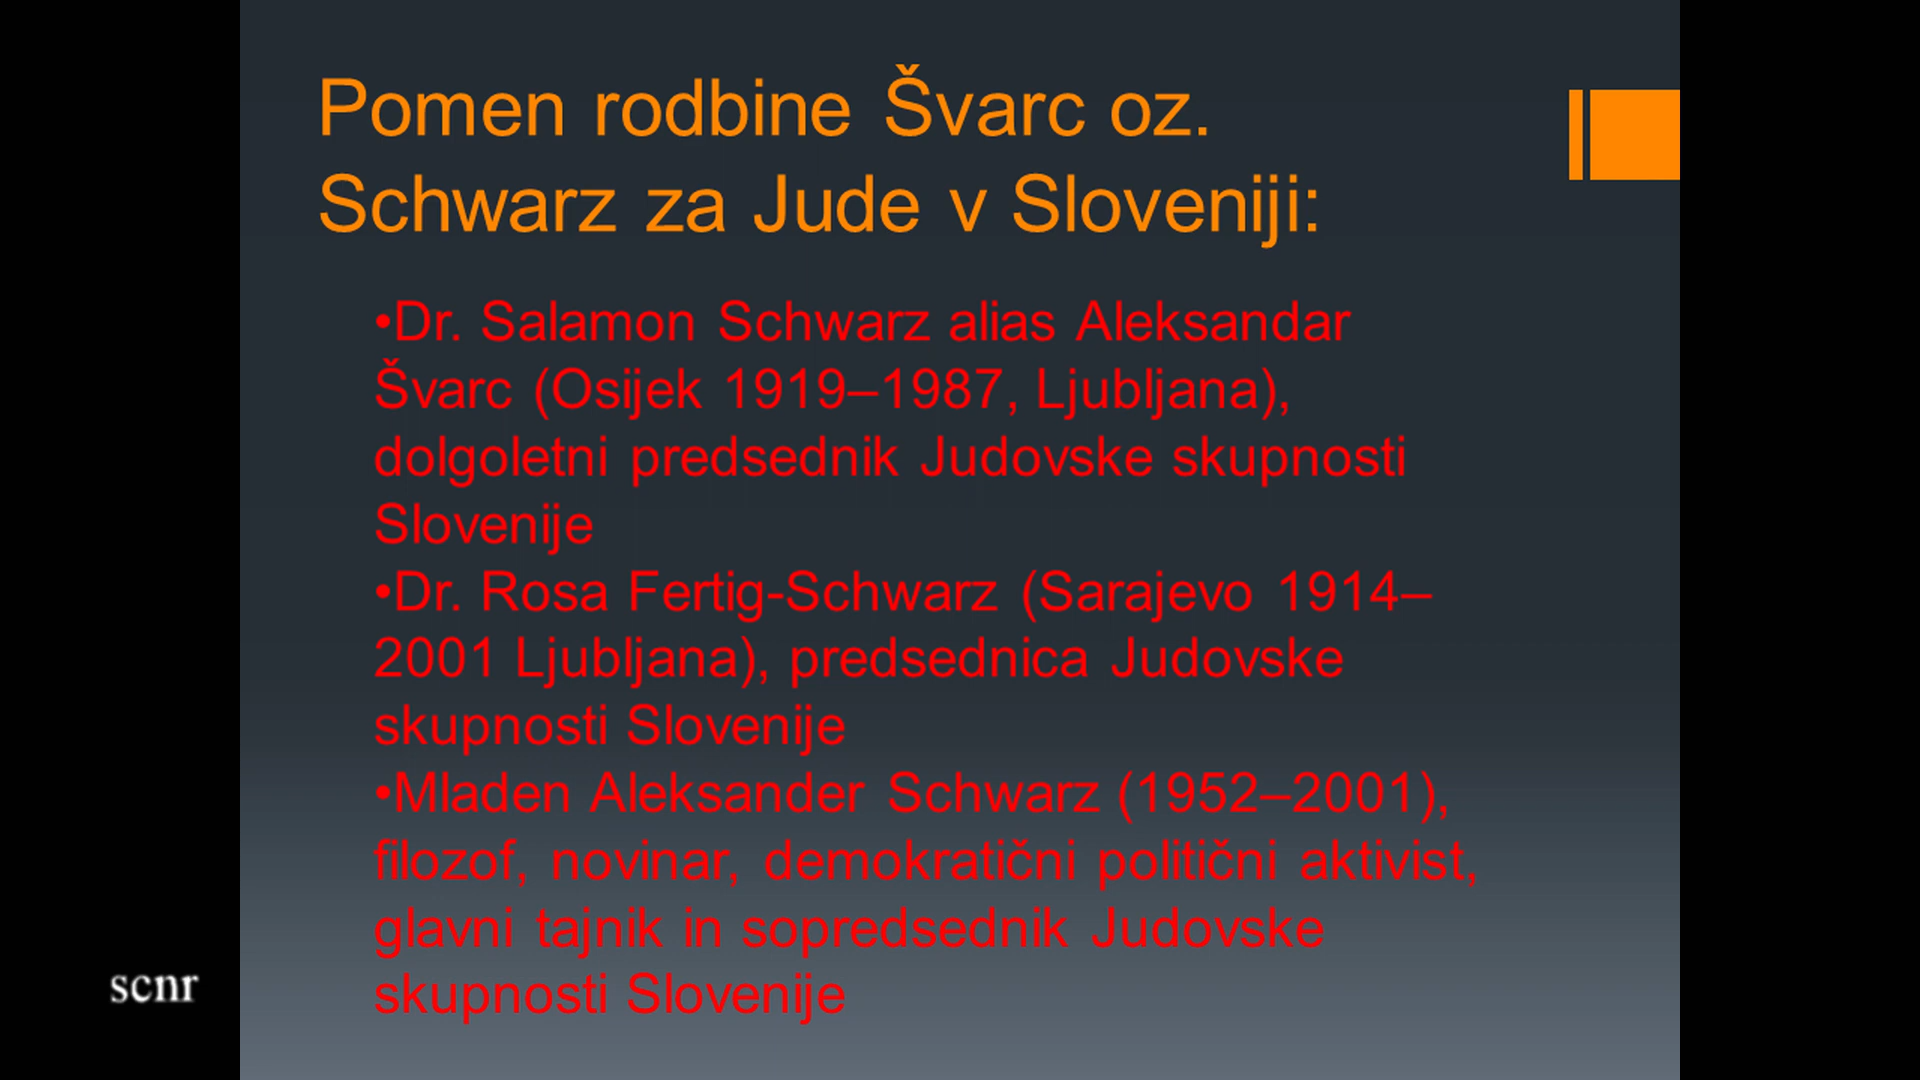 Pomen rodbine Švarc oz.
Schwarz za Jude v Sloveniji:
•Dr. Salamon Schwarz alias Aleksandar
Švarc (Osijek 1919–1987, Ljubljana),
dolgoletni predsednik Judovske skupnosti
Slovenije
•Dr. Rosa Fertig-Schwarz (Sarajevo 1914–
2001 Ljubljana), predsednica Judovske
skupnosti Slovenije
•Mladen Aleksander Schwarz (1952–2001),
filozof, novinar, demokratični politični aktivist,
glavni tajnik in sopredsednik Judovske
skupnosti Slovenije
scnr